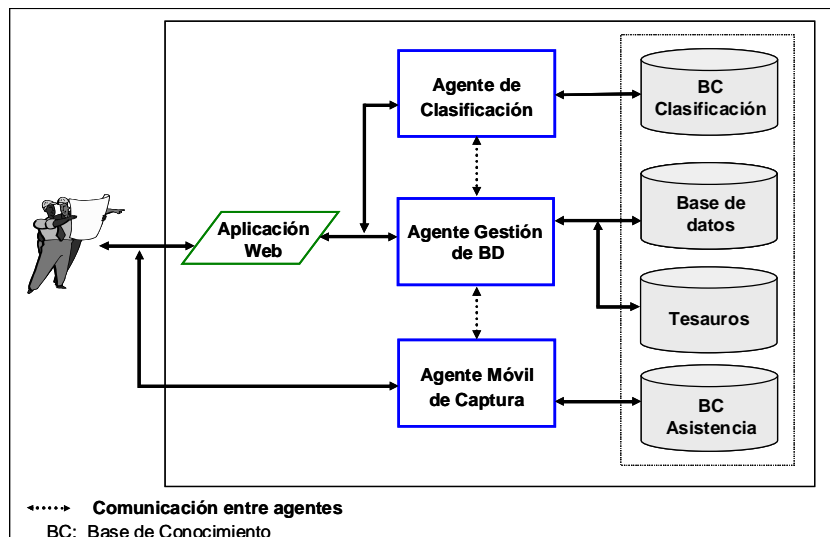 Agente de
Clasificación
BC
Clasificación
Aplicación
Web
Agente Gestión
de BD
Base de
datos
Tesauros
Agente Móvil
de Captura
BC
Asistencia
Comunicación entre agentes
BC: Base de Conocimiento